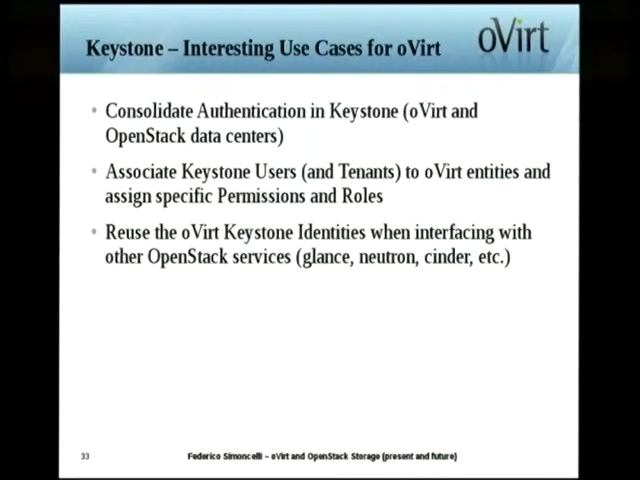 Keystone – Interesting Use Cases for oVirt
oVirt
• Consolidate Authentication in Keystone (oVirt and
OpenStack data centers)
• Associate Keystone Users (and Tenants) to oVirt entities and
assign specific Permissions and Roles
• Reuse the oVirt Keystone Identities when interfacing with
other OpenStack services (glance, neutron, cinder, etc.)
33
Federico Simoncelli – oVirt and OpenStack Storage (present and future)